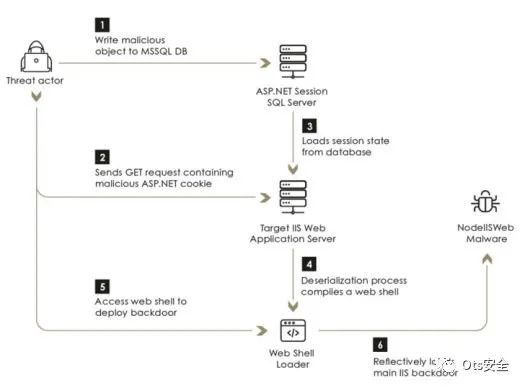 1
Write malicious
object to MSSQL DB
Threat actor
ASP.NET Session
SQL Server
3
Loads session state
from database
2
Sends GET request containing
malicious ASP.NET cookie
Target IIS Web
Application Server
NodeIISWeb
Malware
4
Deserialization process
compiles a web shell
5
Access web shell to
deploy backdoor
</>
Web Shell
Loader
6
Reflectively
main IIS backdoor
Ots安全